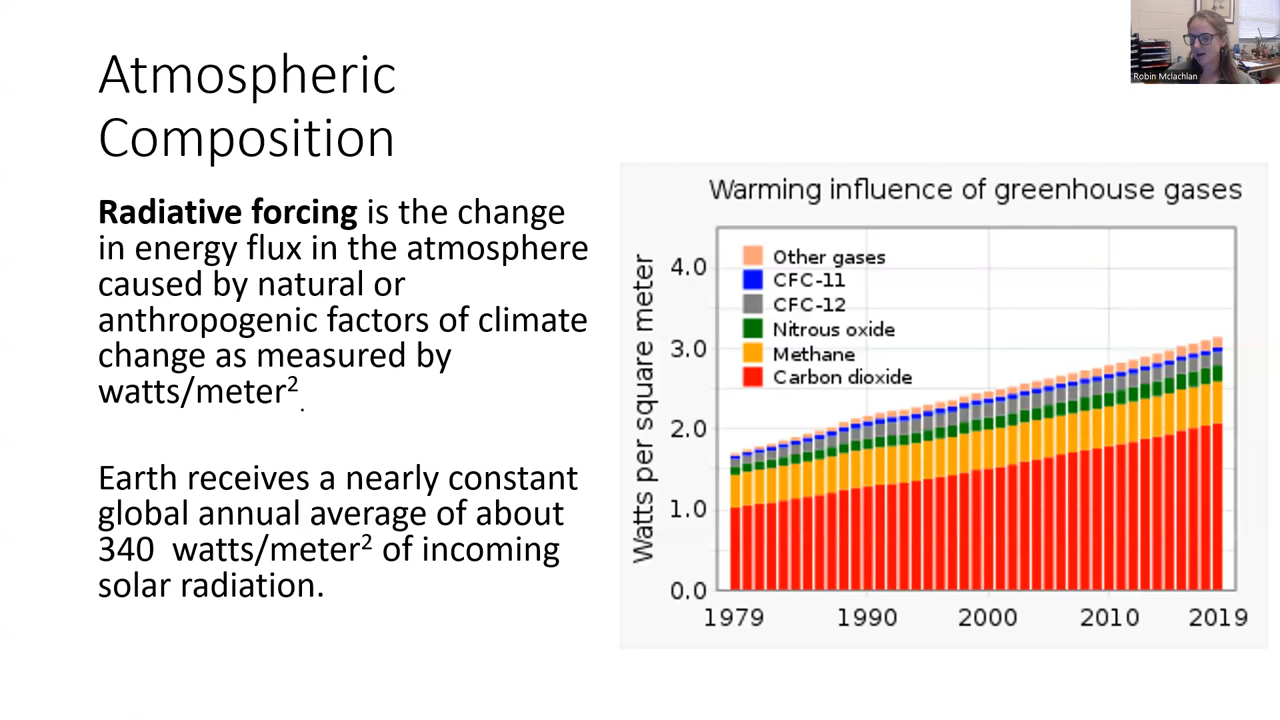 Atmospheric
Composition
Robin Mclachlan
Radiative forcing is the change
in energy flux in the atmosphere
caused by natural or
anthropogenic factors of climate
change as measured by
watts/meter²
.
Earth receives a nearly constant
global annual average of about
340  watts/meter² of incoming
solar radiation.
Warming influence of greenhouse gases
Watts per square meter
4.0
3.0
2.0
1.0
0.0
Other gases
CFC-11
CFC-12
Nitrous oxide
Methane
Carbon dioxide
1979 1990 2000 2010 2019